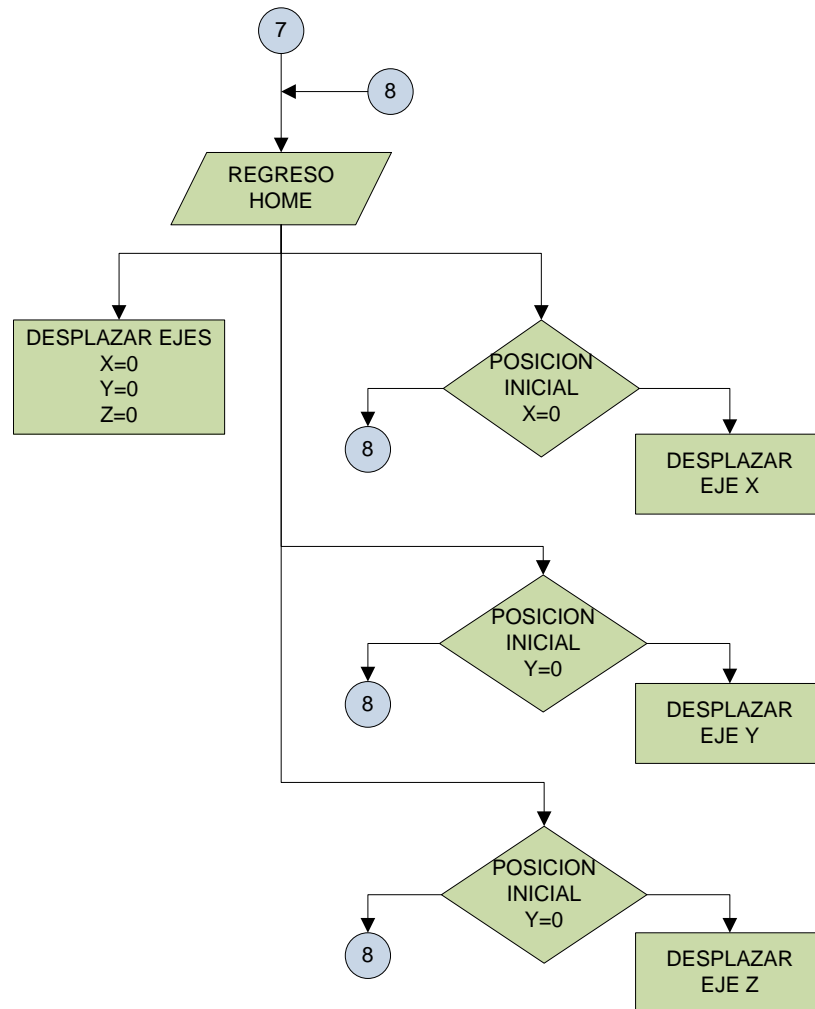 7
8
REGRESO
HOME
DESPLAZAR EJES
X=0
Y=0
Z=0
POSICION
INICIAL
X=0
8
DESPLAZAR
EJE X
POSICION
INICIAL
Y=0
8
DESPLAZAR
EJE Y
POSICION
INICIAL
Y=0
8
DESPLAZAR
EJE Z